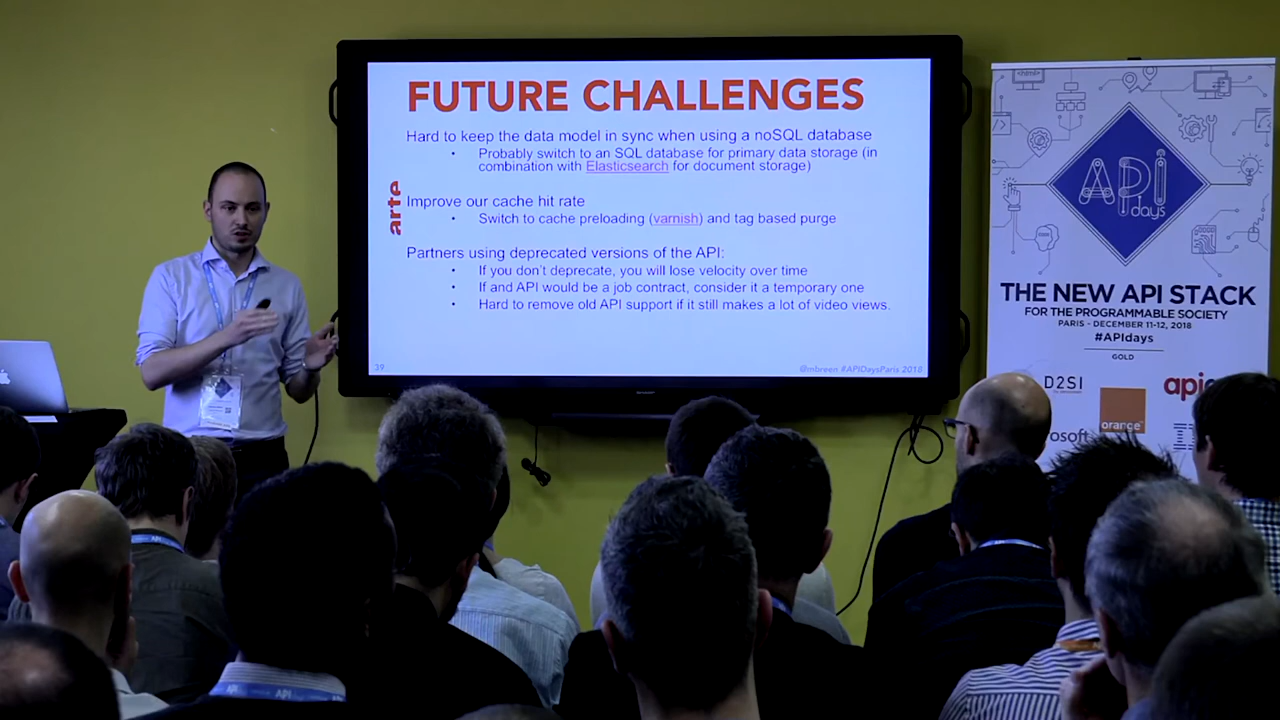 FUTURE CHALLENGES
Hard to keep the data model in sync when using a noSQL database
• Probably switch to an SQL database for primary data storage (in
combination with Elasticsearch for document storage)
arte
Improve our cache hit rate
• Switch to cache preloading (varnish) and tag based purge
Partners using deprecated versions of the API:
• If you don't deprecate, you will lose velocity over time
• If and API would be a job contract, consider it a temporary one
• Hard to remove old API support if it still makes a lot of video views.
39
@mbreen #APIDaysParis 2018
<html>
API
days
THE NEW API STACK
FOR THE PROGRAMMABLE SOCIETY
PARIS - DECEMBER 11-12, 2018
#APIdays
GOLD
D2SI
orange
API